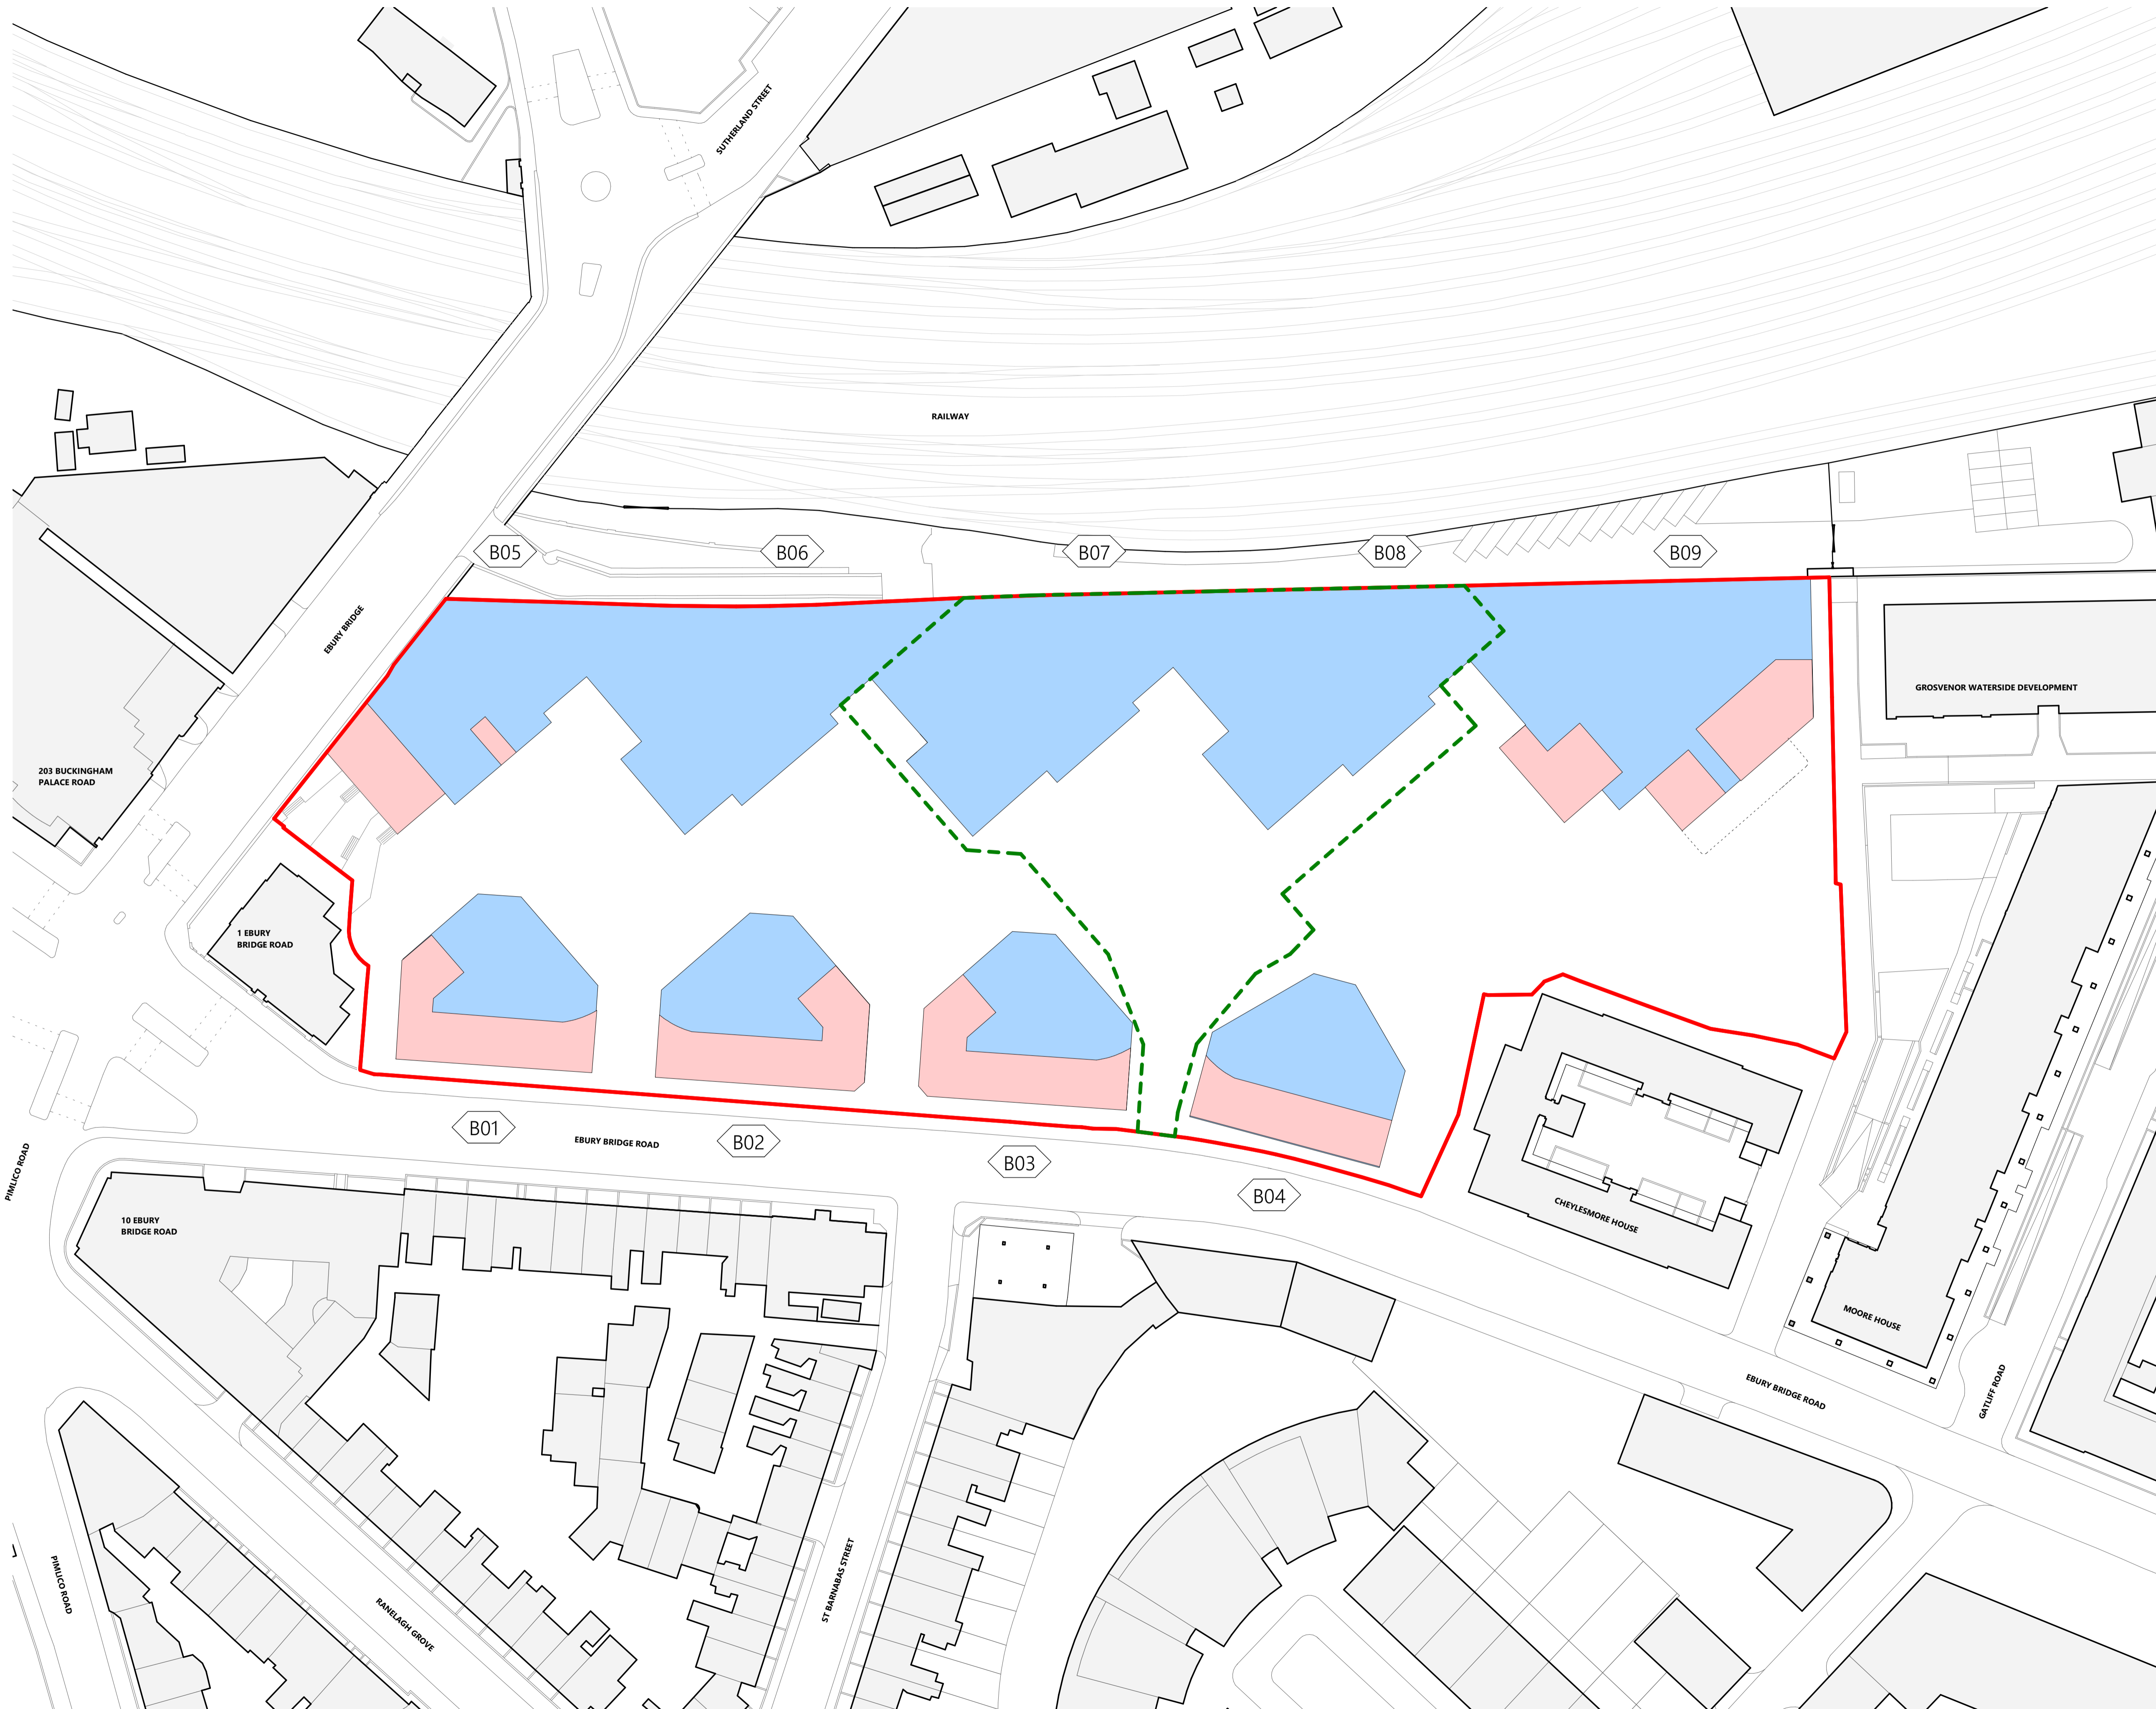 SUTHERLAND STREET
RAILWAY
B05
B06
B07
B08
B09
EBURY BRIDGE
GROSVENOR WATERSIDE DEVELOPMENT
203 BUCKINGHAM
PALACE ROAD
1 EBURY
BRIDGE ROAD
B01
EBURY BRIDGE ROAD
B02
B03
B04
PIMLICO ROAD
10 EBURY
BRIDGE ROAD
CHEYLESMORE HOUSE
MOORE HOUSE
EBURY BRIDGE ROAD
GATLIFF ROAD
PIMLICO ROAD
RANELAGH GROVE
ST BARNABAS STREET